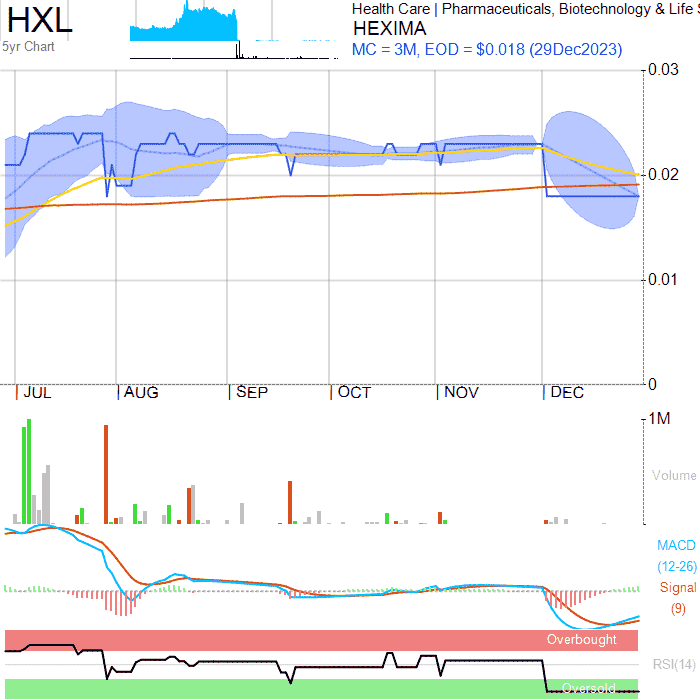 HXL
5yr Chart
Health Care | Pharmaceuticals, Biotechnology & Life S
HEXIMA
MC = 3M, EOD = $0.018 (29Dec2023)
0.03
0.02
0.01
0
JUL AUG SEP OCT NOV DEC
1M
Volume
MACD
(12-26)
Signal
(9)
Overbought
RSI(14)
Oversold